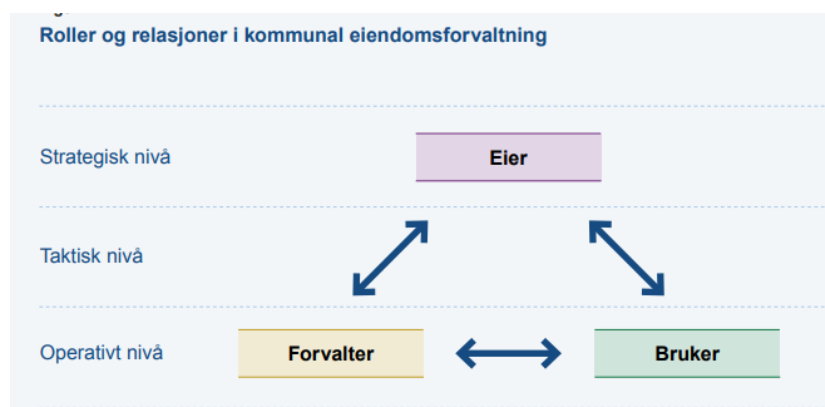 Roller og relasjoner i kommunal eiendomsforvaltning
Strategisk nivå
Eier
Taktisk nivå
Operativt nivå
Forvalter
Bruker